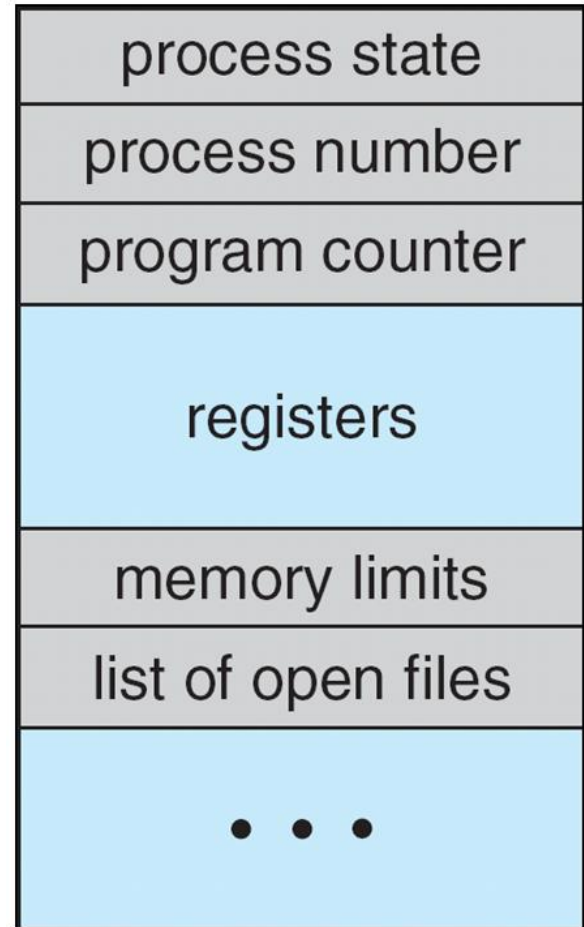 process state
process number
program counter
registers
memory limits
list of open files
• • •